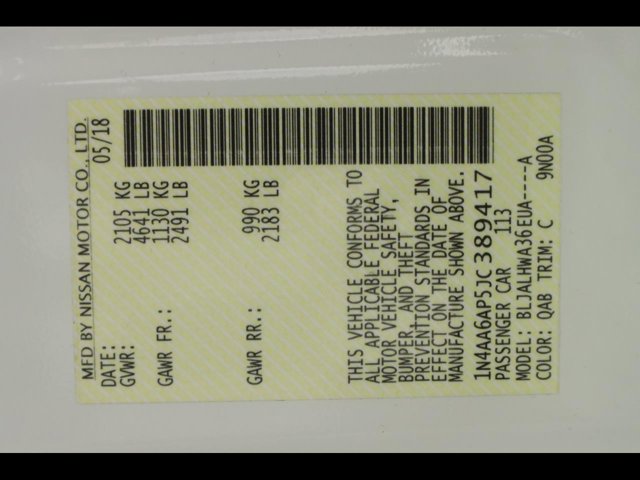 MFD BY NISSAN MOTOR CO., LTD.
DATE: 05/18
GVWR: 2105 KG
4641 LB
GAWR FR.: 1130 KG
2491 LB
GAWR RR.: 990 KG
2183 LB
THIS VEHICLE CONFORMS TO
ALL APPLICABLE FEDERAL
MOTOR VEHICLE SAFETY,
BUMPER, AND THEFT
PREVENTION STANDARDS IN
EFFECT ON THE DATE OF
MANUFACTURE SHOWN ABOVE.
1N4AA6AP5JC389417
PASSENGER CAR 113
MODEL: BLJALHWA36EUA----A
COLOR: QAB TRIM: C 9N00A